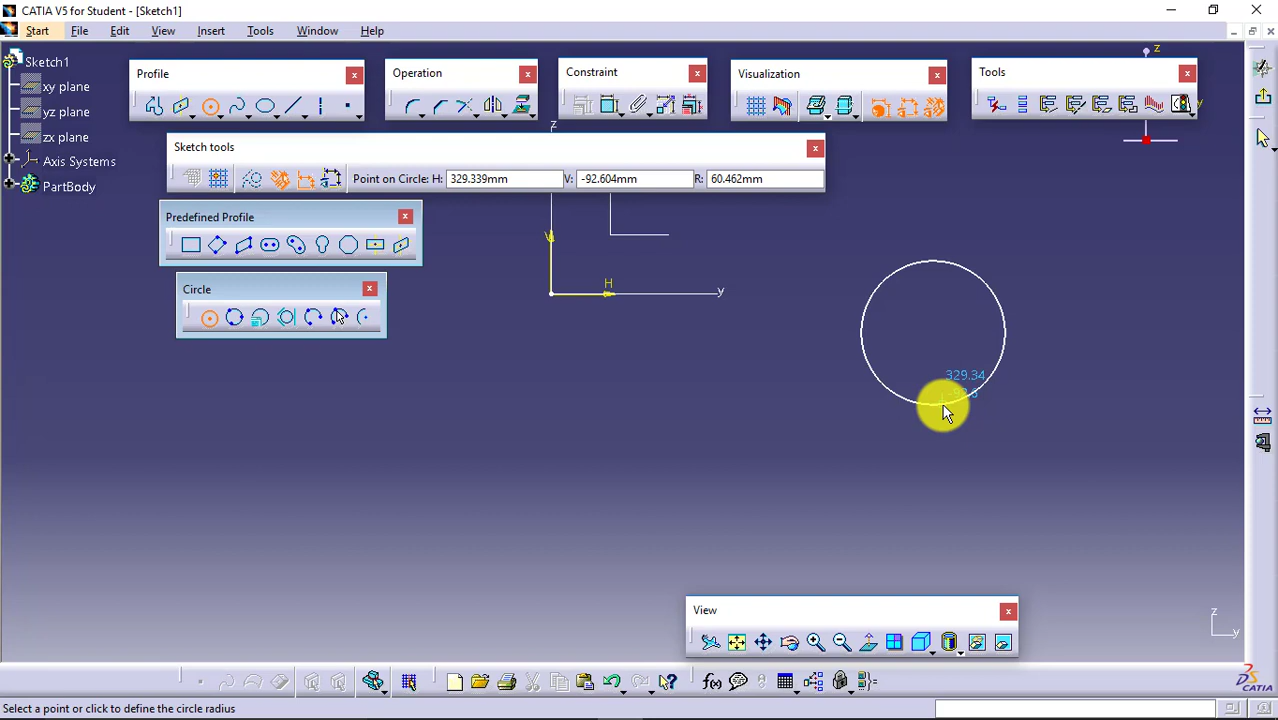 CATIA V5 for Student - [Sketch1]
Start File Edit View Insert Tools Window Help
Sketch1
xy plane
yz plane
zx plane
Axis Systems
PartBody
Profile
Operation
Constraint
Visualization
Tools
Sketch tools
Point on Circle: H: 329.339mm V: -92.604mm R: 60.462mm
Predefined Profile
Circle
z
y
z
V
H
y
329.34
View
z
y
f(x)
CATIA
Select a point or click to define the circle radius